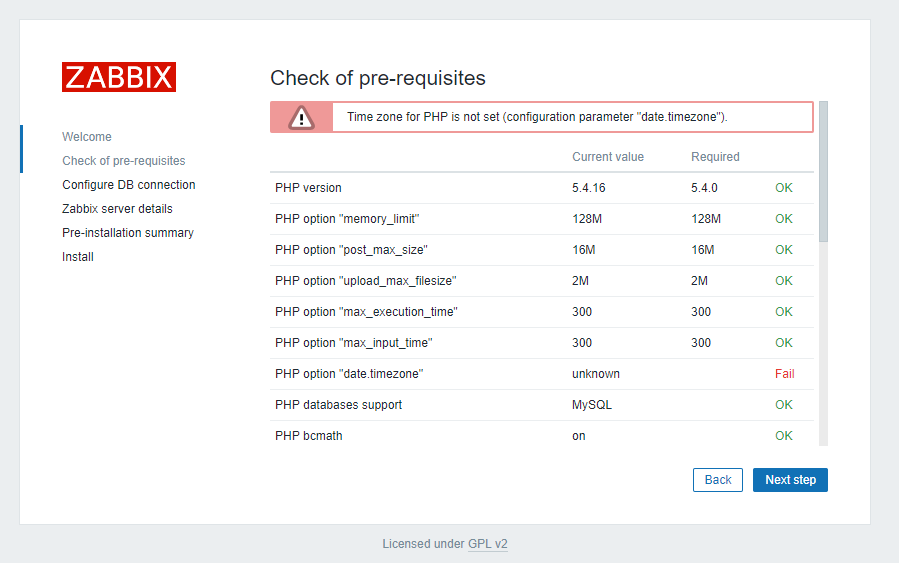 ZABBIX
Welcome
Check of pre-requisites
Configure DB connection
Zabbix server details
Pre-installation summary
Install
Check of pre-requisites
Time zone for PHP is not set (configuration parameter "date.timezone").
Current value Required
PHP version 5.4.16 5.4.0 OK
PHP option "memory_limit" 128M 128M OK
PHP option "post_max_size" 16M 16M OK
PHP option "upload_max_filesize" 2M 2M OK
PHP option "max_execution_time" 300 300 OK
PHP option "max_input_time" 300 300 OK
PHP option "date.timezone" unknown Fail
PHP databases support MySQL OK
PHP bcmath on OK
Back Next step
Licensed under GPL v2